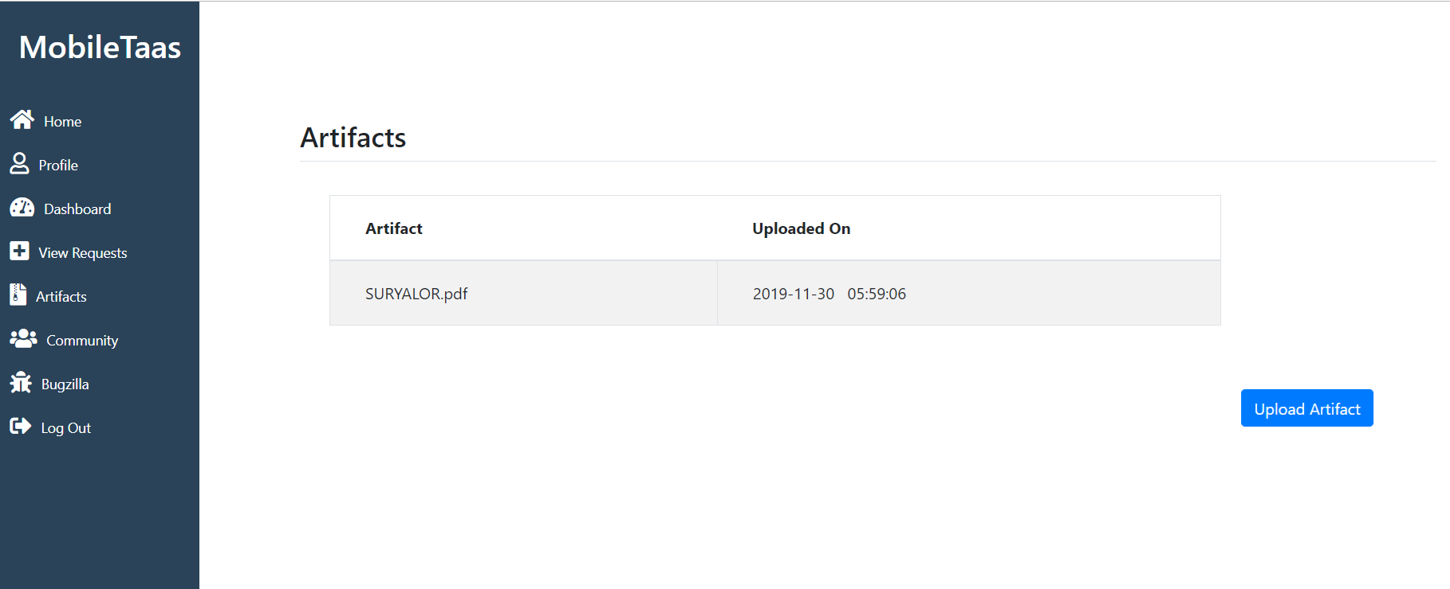 MobileTaas
Home
Profile
Dashboard
View Requests
Artifacts
Community
Bugzilla
Log Out
Artifacts
Artifact Uploaded On
SURYALOR.pdf 2019-11-30 05:59:06
Upload Artifact